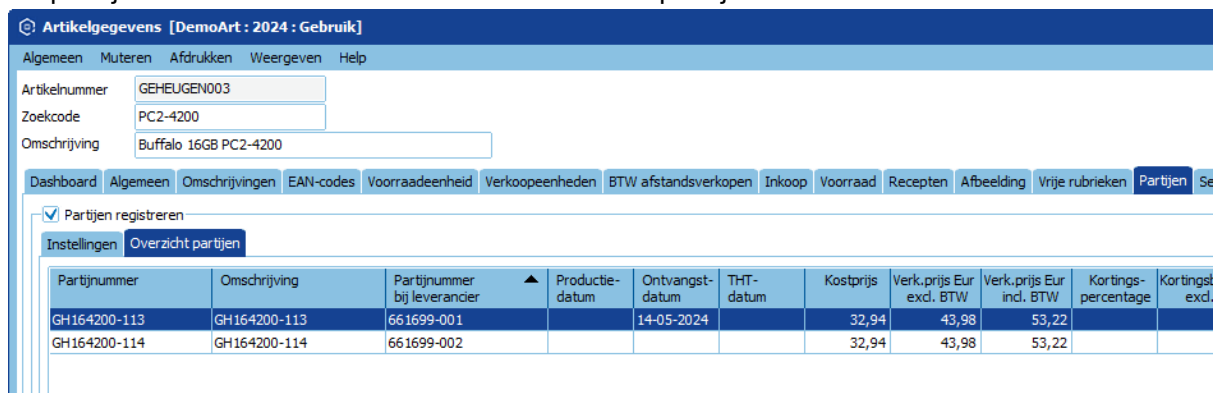 Artikelgegevens [DemoArt : 2024 : Gebruik]
Algemeen Muteren Afdrukken Weergeven Help
Artikelnummer GEHEUGEN003
Zoekcode PC2-4200
Omschrijving Buffalo 16GB PC2-4200
Dashboard Algemeen Omschrijvingen EAN-codes Voorraadeenheid Verkoopeenheden BTW afstandsverkopen Inkoop Voorraad Recepten Afbeelding Vrije rubrieken Partijen Se
Partijen registreren
Instellingen Overzicht partijen
Partijnummer Omschrijving Partijnummer Productie- Ontvangst- THT- Kostprijs Verk.prijs Eur Verk.prijs Eur Kortings- Kortingsb
bij leverancier datum datum datum excl. BTW incl. BTW percentage excl.
GH164200-113 GH164200-113 661699-001 14-05-2024 32,94 43,98 53,22
GH164200-114 GH164200-114 661699-002 32,94 43,98 53,22